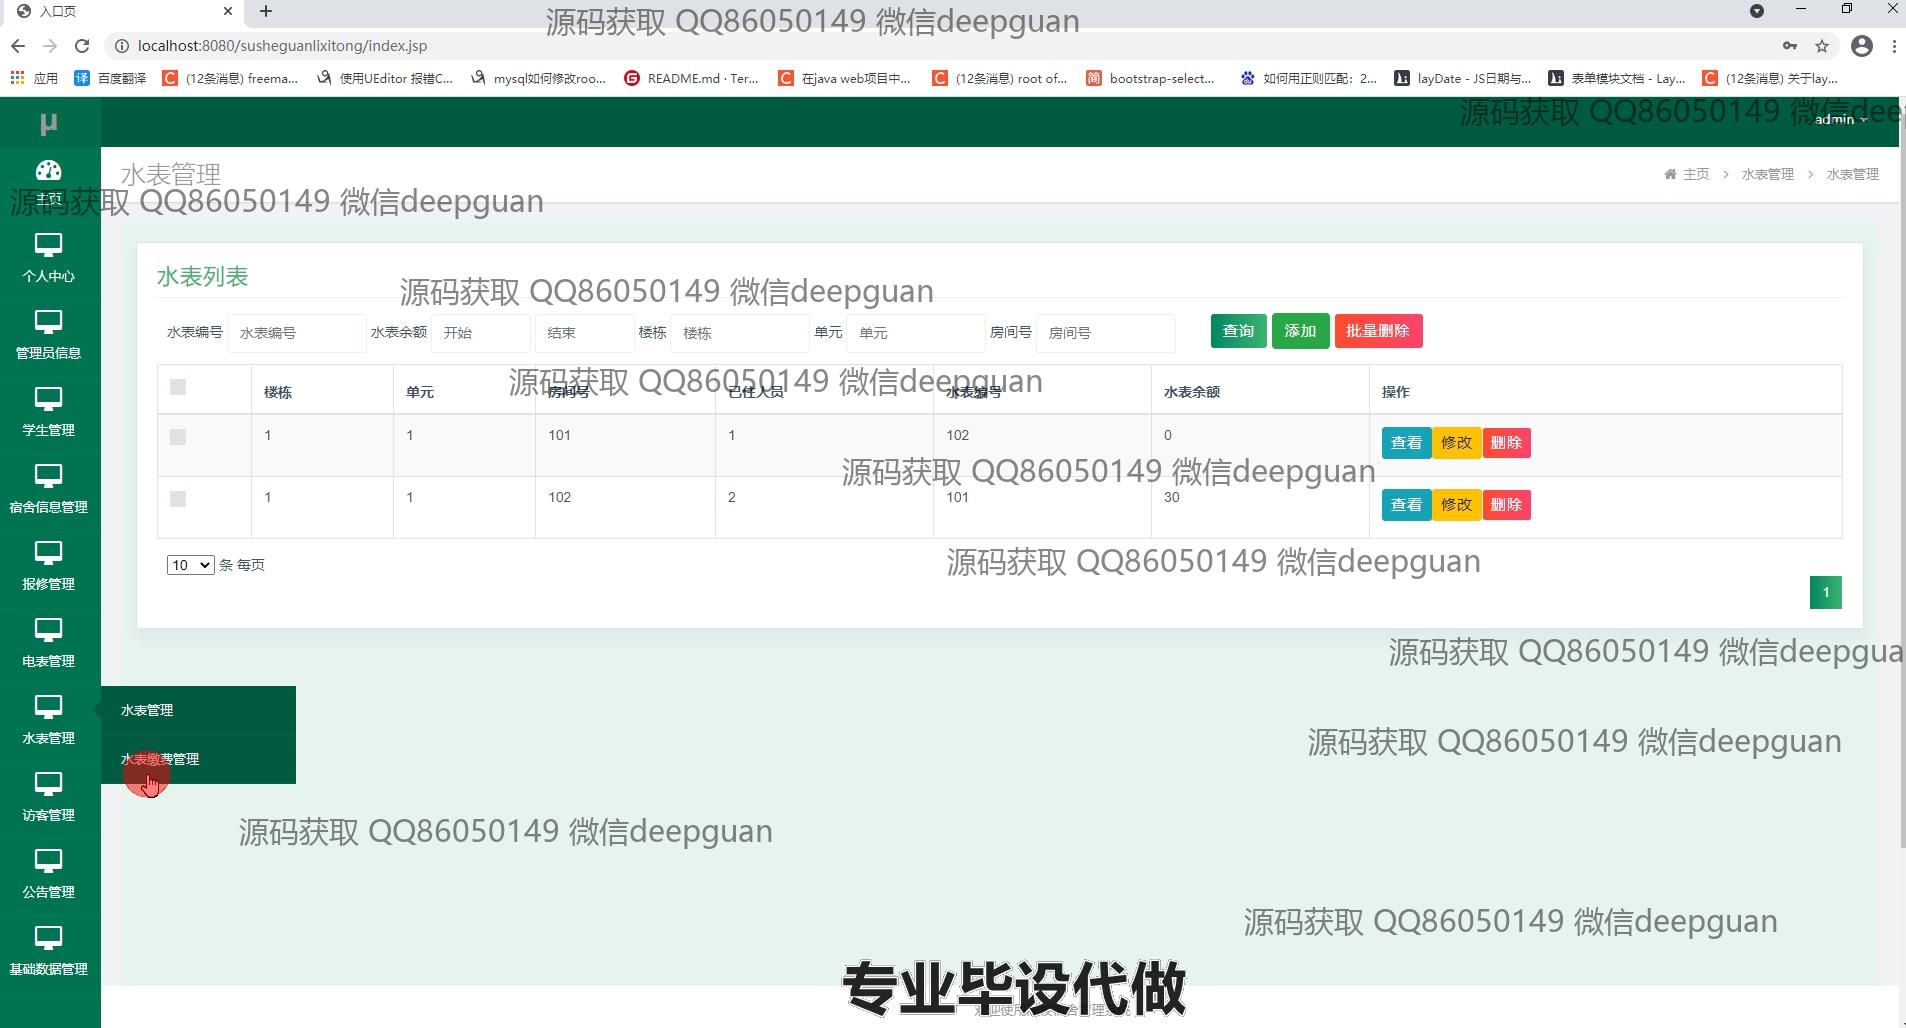 入口页
源码获取 QQ86050149 微信deepguan
localhost:8080/susheguanlixitong/index.jsp
应用 百度翻译 (12条消息) freema... 使用UEditor 报错C... mysql如何修改roo... README.md · Ter... 在java web项目中... (12条消息) root of... bootstrap-select... 如何用正则匹配：2... layDate - JS日期与... 表单模块文档 - Lay... (12条消息) 关于lay...
μ
源码获取 QQ86050149 微信dee
admin
主页
水表管理
主页 > 水表管理 > 水表管理
源码获取 QQ86050149 微信deepguan
个人中心
水表列表
源码获取 QQ86050149 微信deepguan
管理员信息
水表编号 水表编号 水表余额 开始 结束 楼栋 楼栋 单元 单元 房间号 房间号 查询 添加 批量删除
源码获取 QQ86050149 微信deepguan
楼栋 单元 房间号 已住人员 水表编号 水表余额 操作
学生管理
1 1 101 1 102 0 查看 修改 删除
源码获取 QQ86050149 微信deepguan
宿舍信息管理
1 1 102 2 101 30 查看 修改 删除
源码获取 QQ86050149 微信deepguan
10 条 每页
报修管理
1
源码获取 QQ86050149 微信deepgua
电表管理
水表管理
水表管理
源码获取 QQ86050149 微信deepguan
水表缴费管理
访客管理
源码获取 QQ86050149 微信deepguan
公告管理
源码获取 QQ86050149 微信deepguan
基础数据管理
专业毕设代做